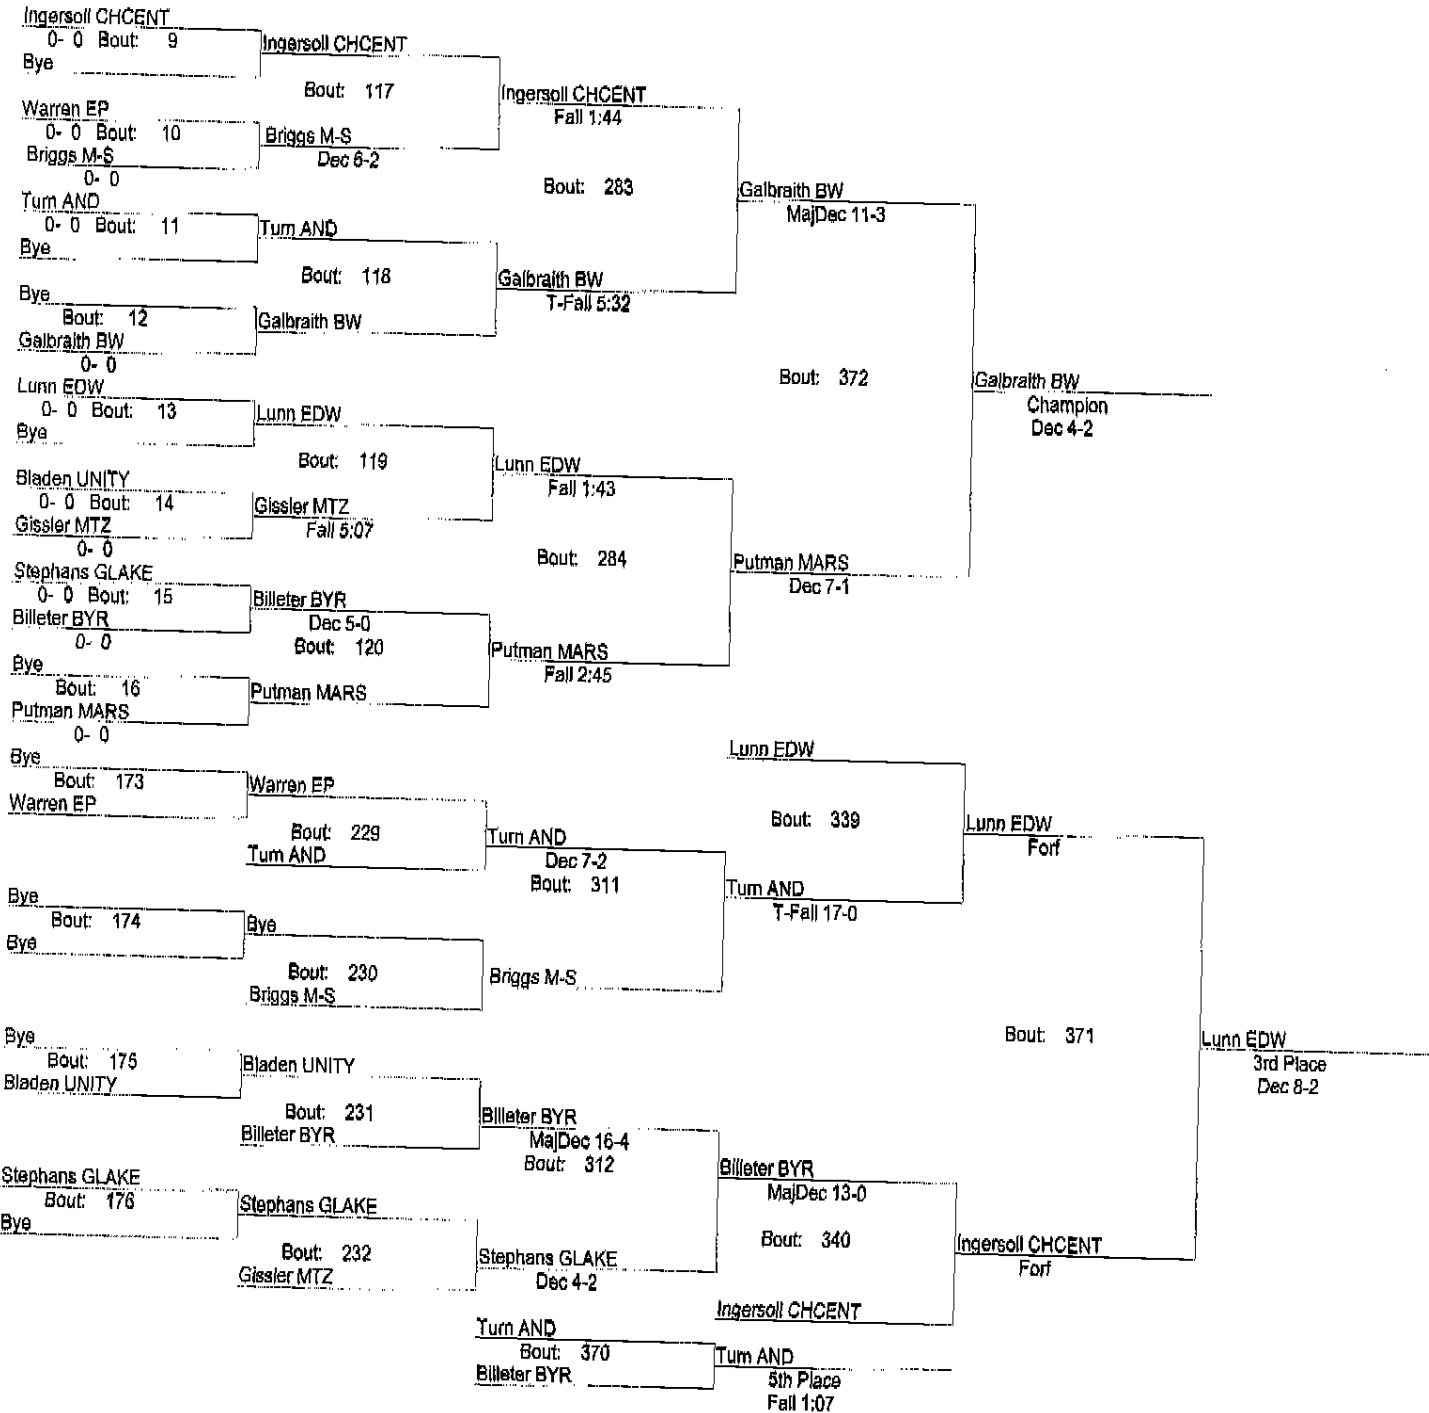 Ingersoll CHCENT
0- 0 Bout: 9
Bye
Ingersoll CHCENT
Bout: 117
Warren EP
0- 0 Bout: 10
Briggs M-S
0- 0
Briggs M-S
Dec 6-2
Ingersoll CHCENT
Fall 1:44
Bout: 283
Turn AND
0- 0 Bout: 11
Bye
Turn AND
Bout: 118
Bye
Bout: 12
Galbraith BW
0- 0
Galbraith BW
Galbraith BW
T-Fall 5:32
Galbraith BW
MajDec 11-3
Bout: 372
Galbraith BW
Champion
Dec 4-2
Lunn EDW
0- 0 Bout: 13
Bye
Lunn EDW
Bout: 119
Bladen UNITY
0- 0 Bout: 14
Gissler MTZ
0- 0
Gissler MTZ
Fall 5:07
Lunn EDW
Fall 1:43
Bout: 284
Putman MARS
Dec 7-1
Stephans GLAKE
0- 0 Bout: 15
Billeter BYR
0- 0
Billeter BYR
Dec 5-0
Bout: 120
Bye
Bout: 16
Putman MARS
0- 0
Putman MARS
Putman MARS
Fall 2:45
Bye
Bout: 173
Warren EP
Warren EP
Bout: 229
Turn AND
Turn AND
Dec 7-2
Bout: 311
Bye
Bout: 174
Bye
Bye
Bout: 230
Briggs M-S
Briggs M-S
Lunn EDW
Bout: 339
Turn AND
T-Fall 17-0
Lunn EDW
Forf
Bout: 371
Lunn EDW
3rd Place
Dec 8-2
Bye
Bout: 175
Bladen UNITY
Bladen UNITY
Bout: 231
Billeter BYR
Billeter BYR
MajDec 16-4
Bout: 312
Stephans GLAKE
Bout: 176
Bye
Stephans GLAKE
Bout: 232
Gissler MTZ
Stephans GLAKE
Dec 4-2
Billeter BYR
MajDec 13-0
Bout: 340
Ingersoll CHCENT
Ingersoll CHCENT
Forf
Turn AND
Bout: 370
Billeter BYR
Turn AND
5th Place
Fall 1:07